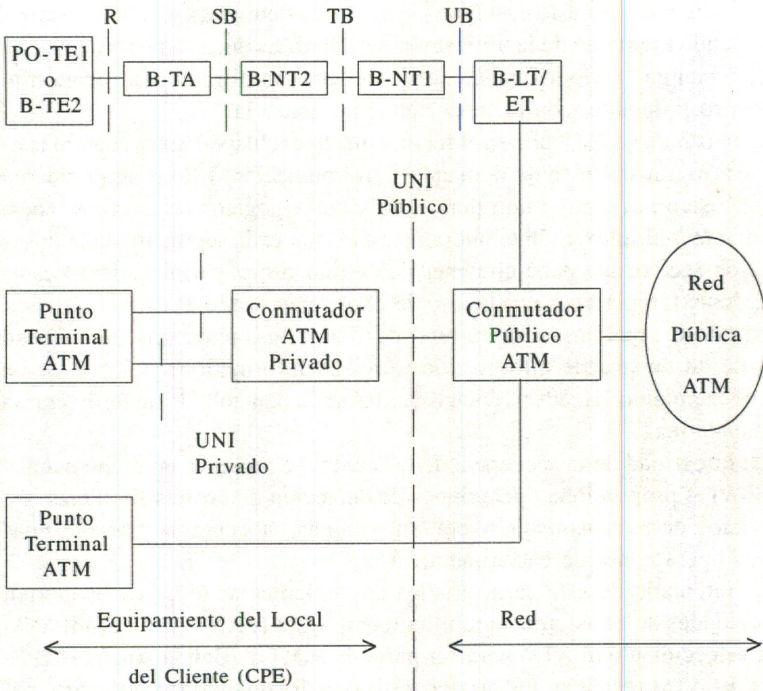 R SB TB UB
PO-TE1
o
B-TE2
B-TA
B-NT2
B-NT1
B-LT/
ET
UNI
Público
Punto
Terminal
ATM
Conmutador
ATM
Privado
Conmutador
Público
ATM
Red
Pública
ATM
UNI
Privado
Punto
Terminal
ATM
Equipamiento del Local
del Cliente (CPE)
Red